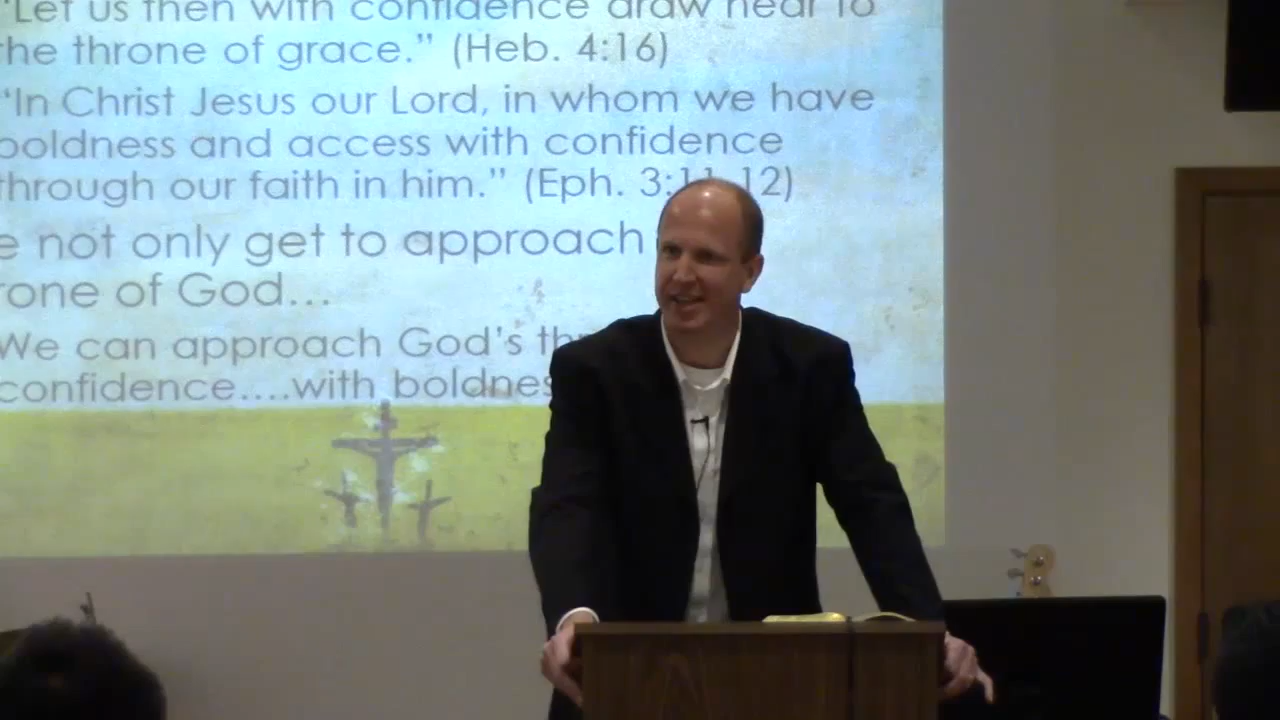 "Let us then with confidence draw near to
the throne of grace." (Heb. 4:16)
"In Christ Jesus our Lord, in whom we have
boldness and access with confidence
through our faith in him." (Eph. 3:11-12)
e not only get to approach
rone of God...
We can approach God's thr
confidence....with boldnes